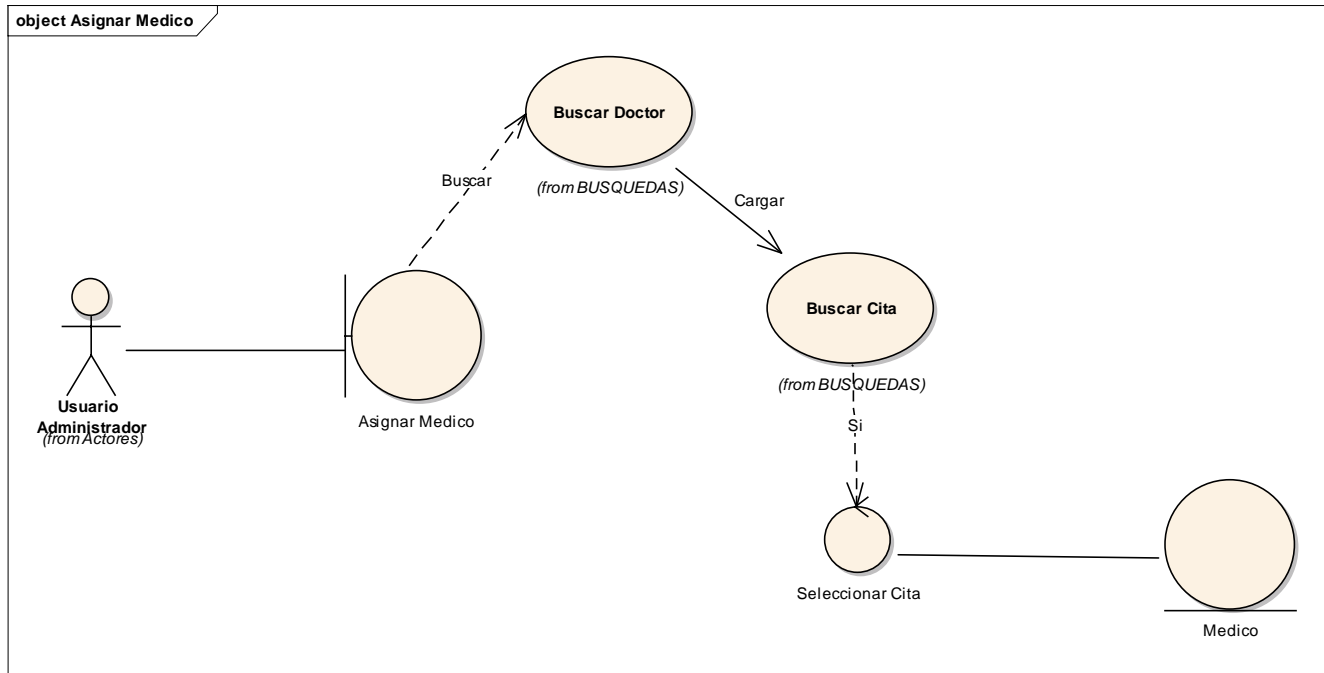 object Asignar Medico
Buscar Doctor
(from BUSQUEDAS)
Buscar
Cargar
Buscar Cita
(from BUSQUEDAS)
Si
Usuario
Administrador
(from Actores)
Asignar Medico
Seleccionar Cita
Medico